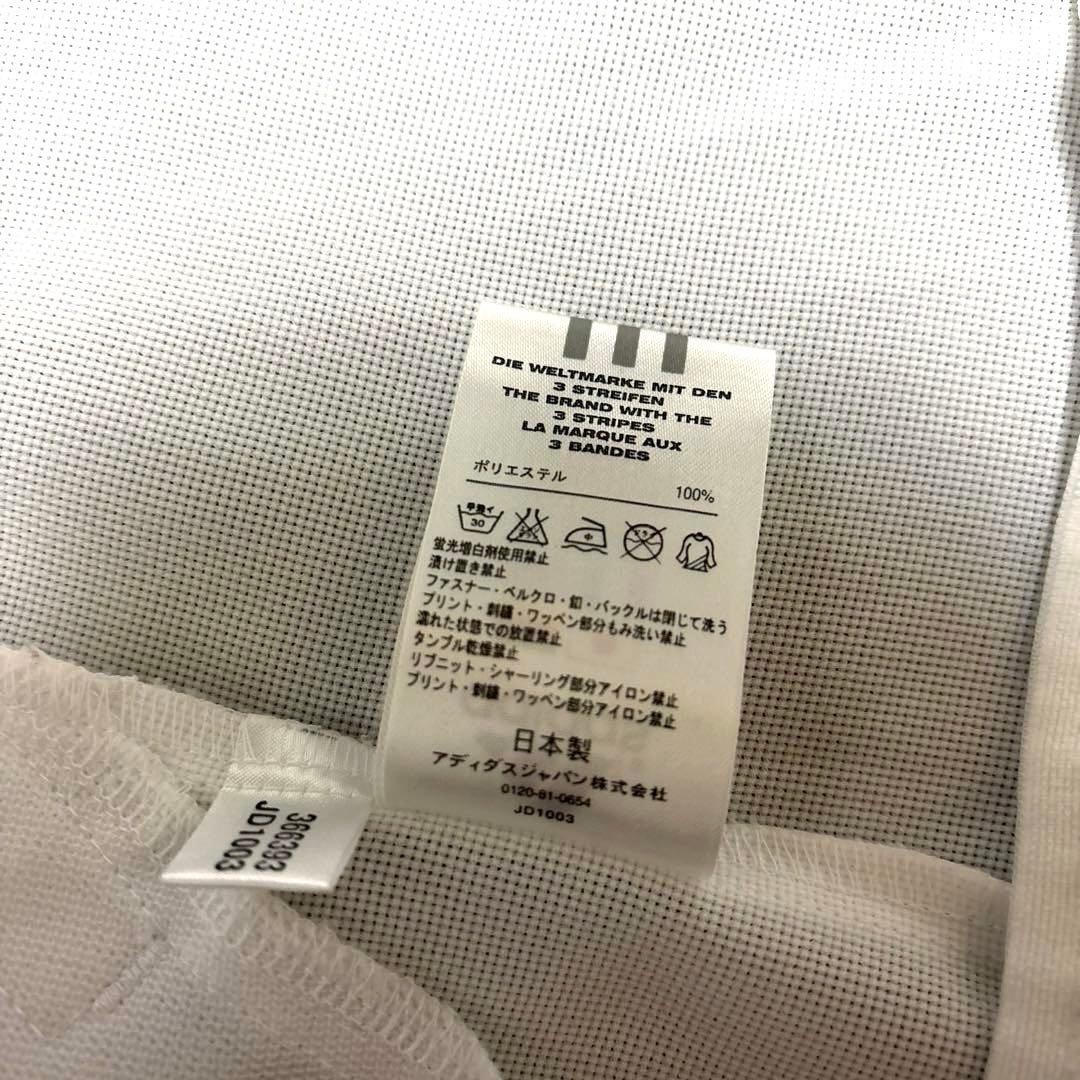 DIE WELTMARKE MIT DEN
3 STREIFEN
THE BRAND WITH THE
3 STRIPES
LA MARQUE AUX
3 BANDES
ポリエステル 100%
手洗イ
30
蛍光増白剤使用禁止
漬け置き禁止
ファスナー・ベルクロ・釦・バックルは閉じて洗う
プリント・刺繍・ワッペン部分もみ洗い禁止
濡れた状態での放置禁止
タンブル乾燥禁止
リブニット・シャーリング部分アイロン禁止
プリント・刺繍・ワッペン部分アイロン禁止
日本製
アディダスジャパン株式会社
0120-81-0654
JD1003
366393
JD1003